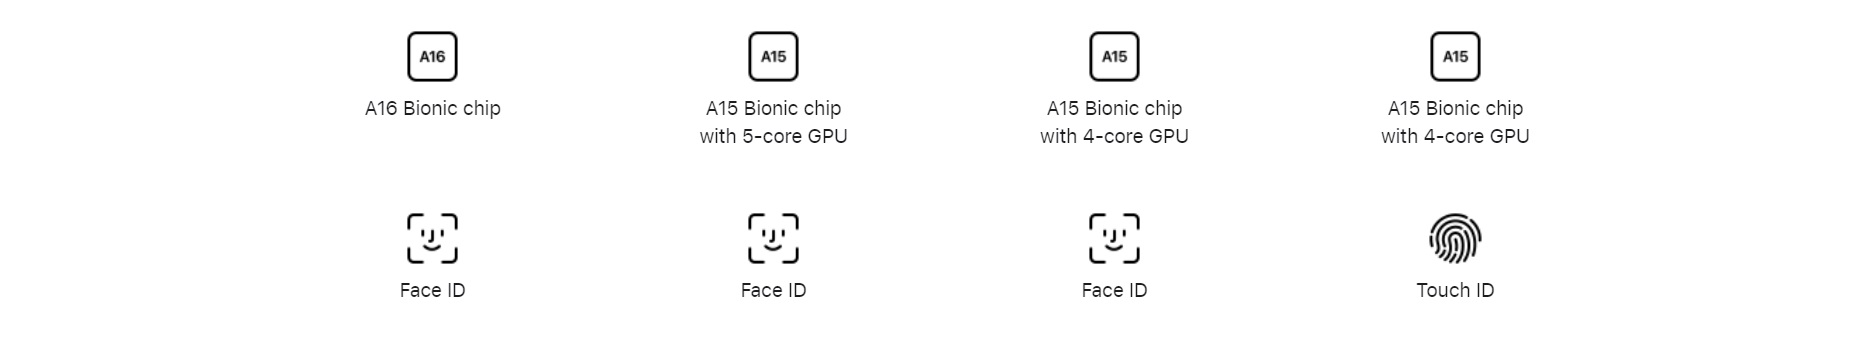 A16
A15
A15
A15
A16 Bionic chip
A15 Bionic chip
with 5-core GPU
A15 Bionic chip
with 4-core GPU
A15 Bionic chip
with 4-core GPU
Face ID
Face ID
Face ID
Touch ID